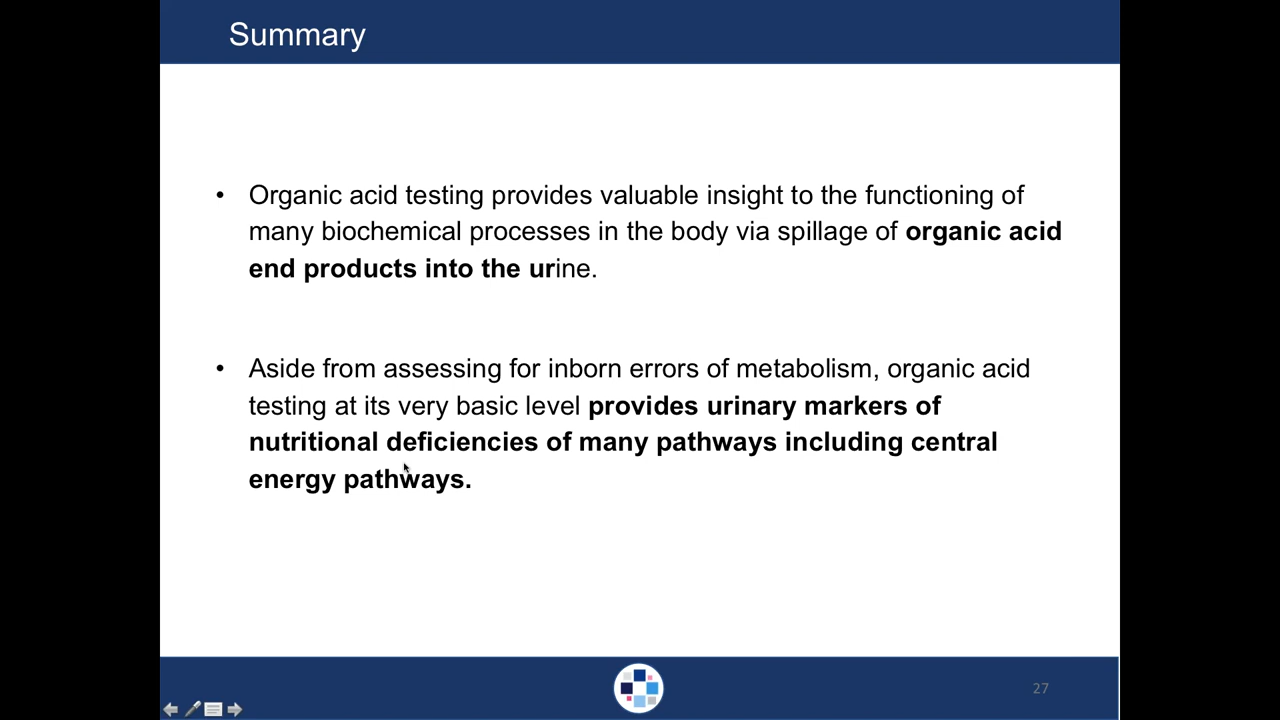 Summary
• Organic acid testing provides valuable insight to the functioning of
many biochemical processes in the body via spillage of organic acid
end products into the urine.
• Aside from assessing for inborn errors of metabolism, organic acid
testing at its very basic level provides urinary markers of
nutritional deficiencies of many pathways including central
energy pathways.
27